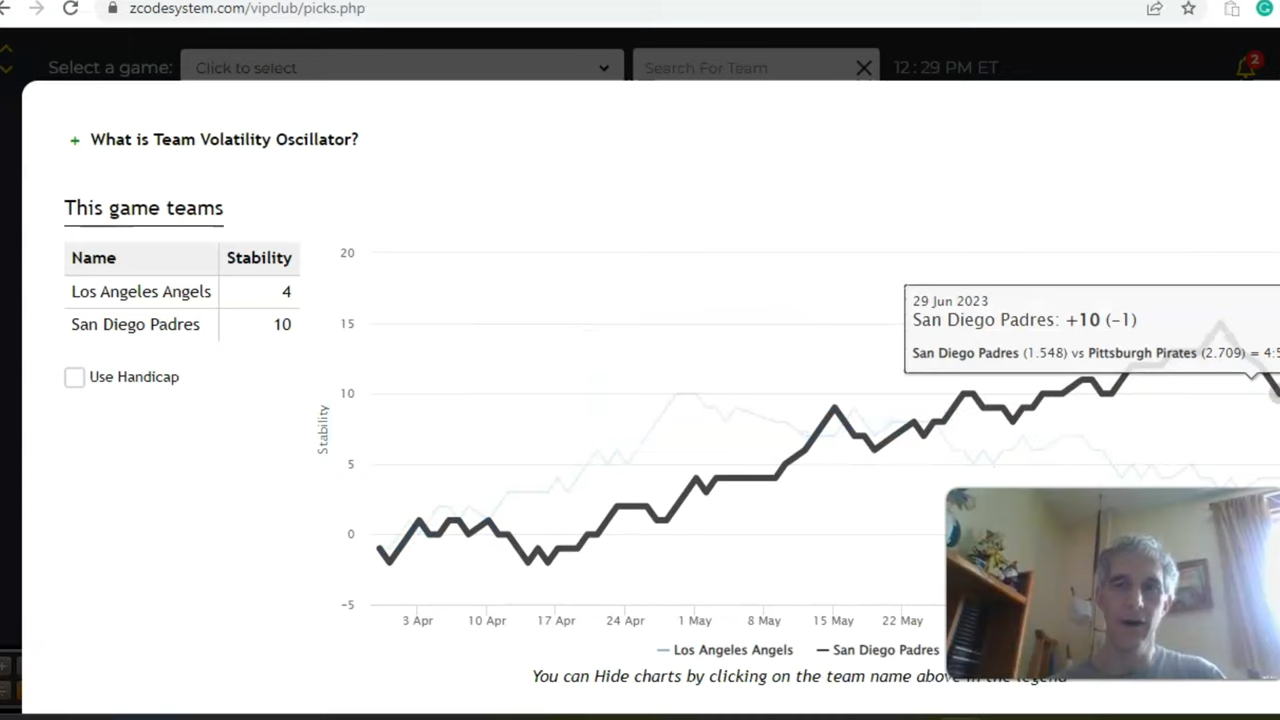 zcodesystem.com/vipclub/picks.php
Select a game: Click to select Search For Team 12:29 PM ET 2
+ What is Team Volatility Oscillator?
This game teams
Name Stability
Los Angeles Angels 4
San Diego Padres 10
Use Handicap
Stability
20
15
10
5
0
-5
29 Jun 2023
San Diego Padres: +10 (-1)
San Diego Padres (1.548) vs Pittsburgh Pirates (2.709) = 4:5
3 Apr 10 Apr 17 Apr 24 Apr 1 May 8 May 15 May 22 May
Los Angeles Angels San Diego Padres
You can Hide charts by clicking on the team name above in the legend